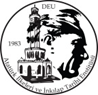 DEU
1983
Atatürk İlkeleri ve İnkılap Tarihi Enstitüsü